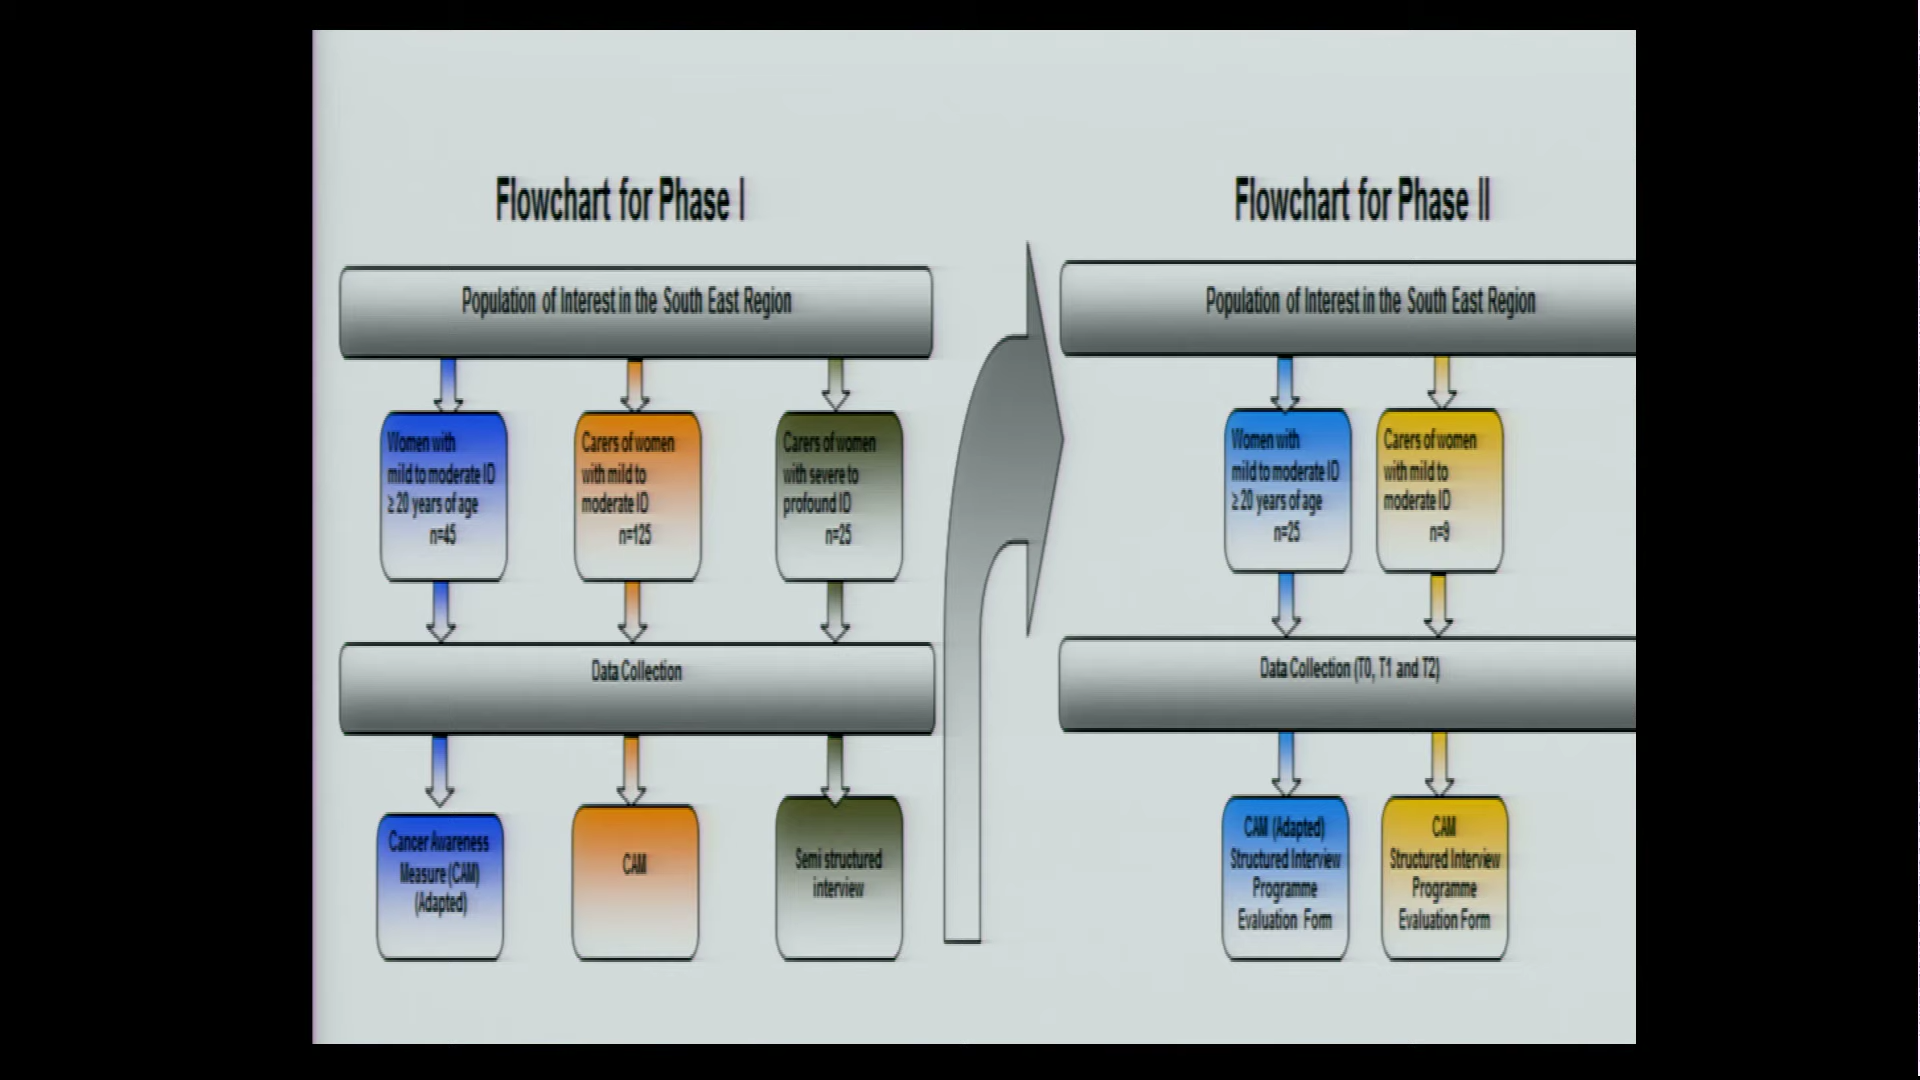 Flowchart for Phase I
Population of Interest in the South East Region
Women with
mild to moderate ID
≥ 20 years of age
n=45
Carers of women
with mild to
moderate ID
n=125
Carers of women
with severe to
profound ID
n=25
Data Collection
Cancer Awareness
Measure (CAM)
(Adapted)
CAM
Semi structured
interview
Flowchart for Phase II
Population of Interest in the South East Region
Women with
mild to moderate ID
≥ 20 years of age
n=25
Carers of women
with mild to
moderate ID
n=9
Data Collection (T0, T1 and T2)
CAM (Adapted)
Structured Interview
Programme
Evaluation Form
CAM
Structured Interview
Programme
Evaluation Form